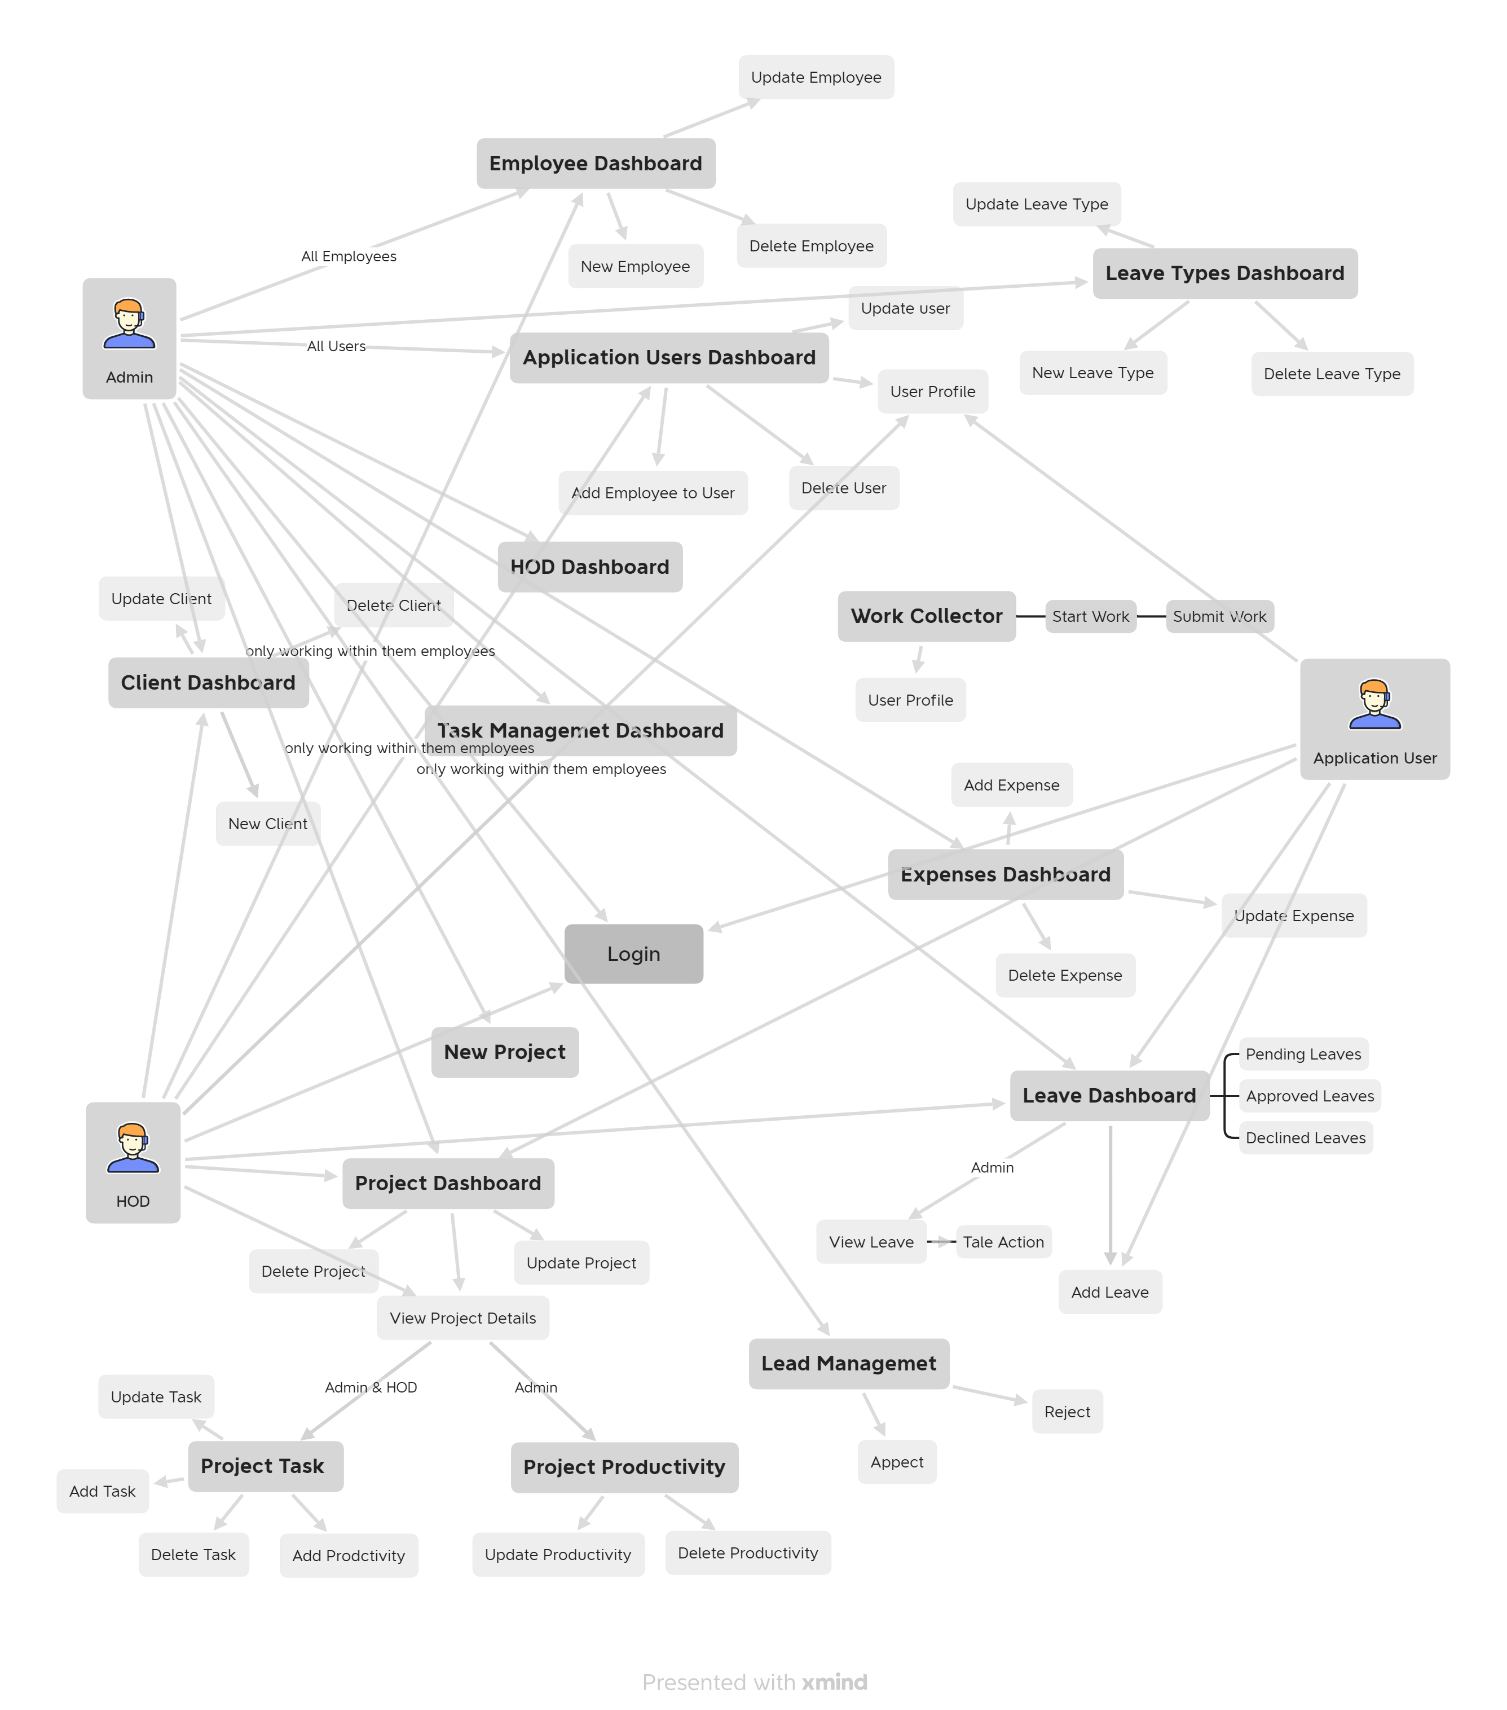 Update Employee
Employee Dashboard
Update Leave Type
Delete Employee
All Employees
New Employee
Leave Types Dashboard
Update user
Admin
All Users
Application Users Dashboard
User Profile
New Leave Type
Delete Leave Type
Add Employee to User
Delete User
HOD Dashboard
Update Client
Delete Client
Work Collector
Start Work
Submit Work
only working within them employees
Client Dashboard
User Profile
Task Managemet Dashboard
only working within them employees
only working within them employees
Application User
Add Expense
New Client
Expenses Dashboard
Update Expense
Login
Delete Expense
New Project
Pending Leaves
Leave Dashboard
Approved Leaves
Declined Leaves
HOD
Project Dashboard
Admin
View Leave
Tale Action
Delete Project
Update Project
Add Leave
View Project Details
Lead Managemet
Admin & HOD
Admin
Update Task
Reject
Project Task
Project Productivity
Appect
Add Task
Delete Task
Add Prodctivity
Update Productivity
Delete Productivity
Presented with xmind